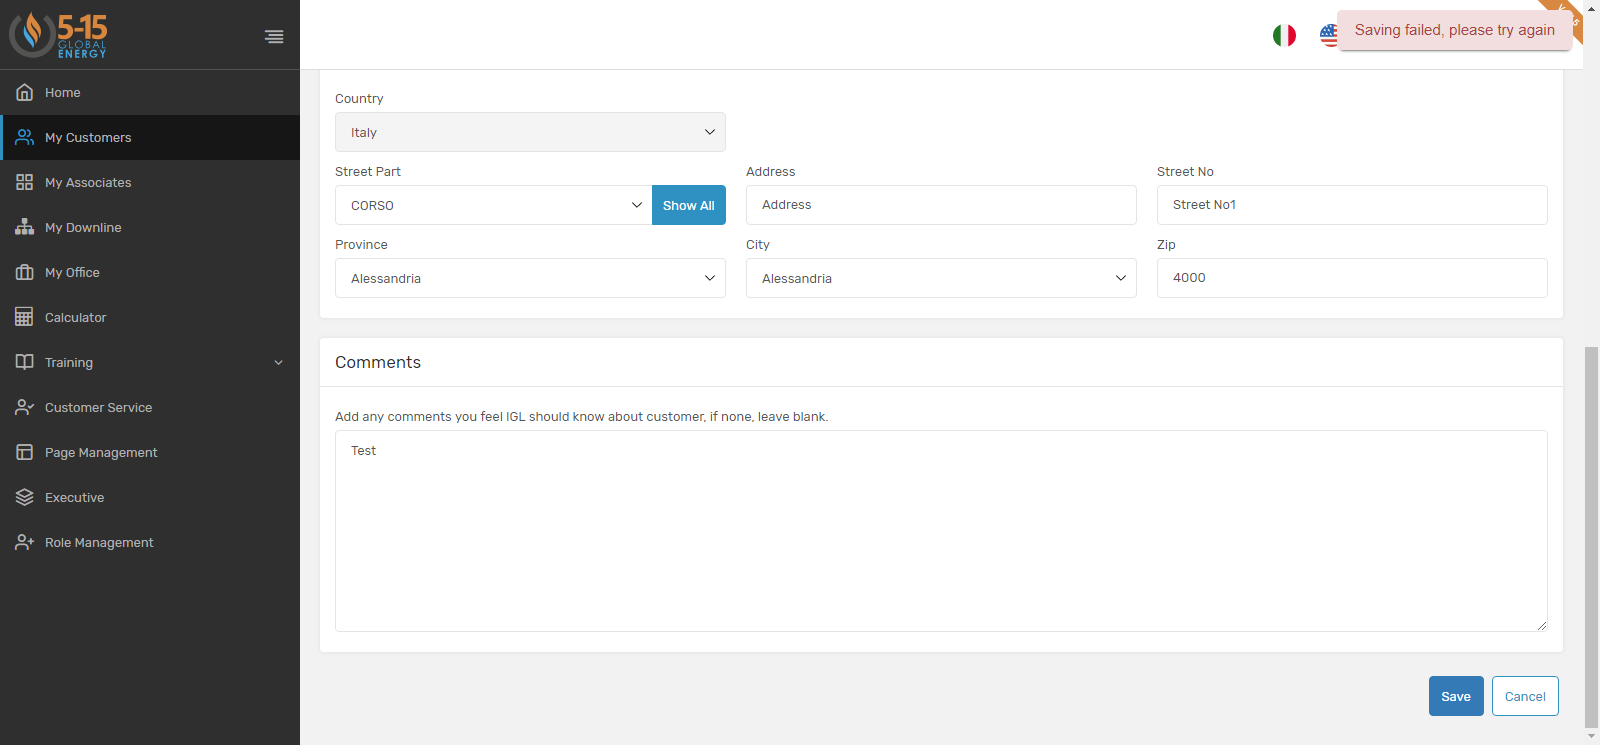 5-15
GLOBAL
ENERGY
Saving failed, please try again
Home
My Customers
My Associates
My Downline
My Office
Calculator
Training
Customer Service
Page Management
Executive
Role Management
Country
Italy
Street Part
Address
Street No
CORSO
Show All
Address
Street No1
Province
City
Zip
Alessandria
Alessandria
4000
Comments
Add any comments you feel IGL should know about customer, if none, leave blank.
Test
Save
Cancel